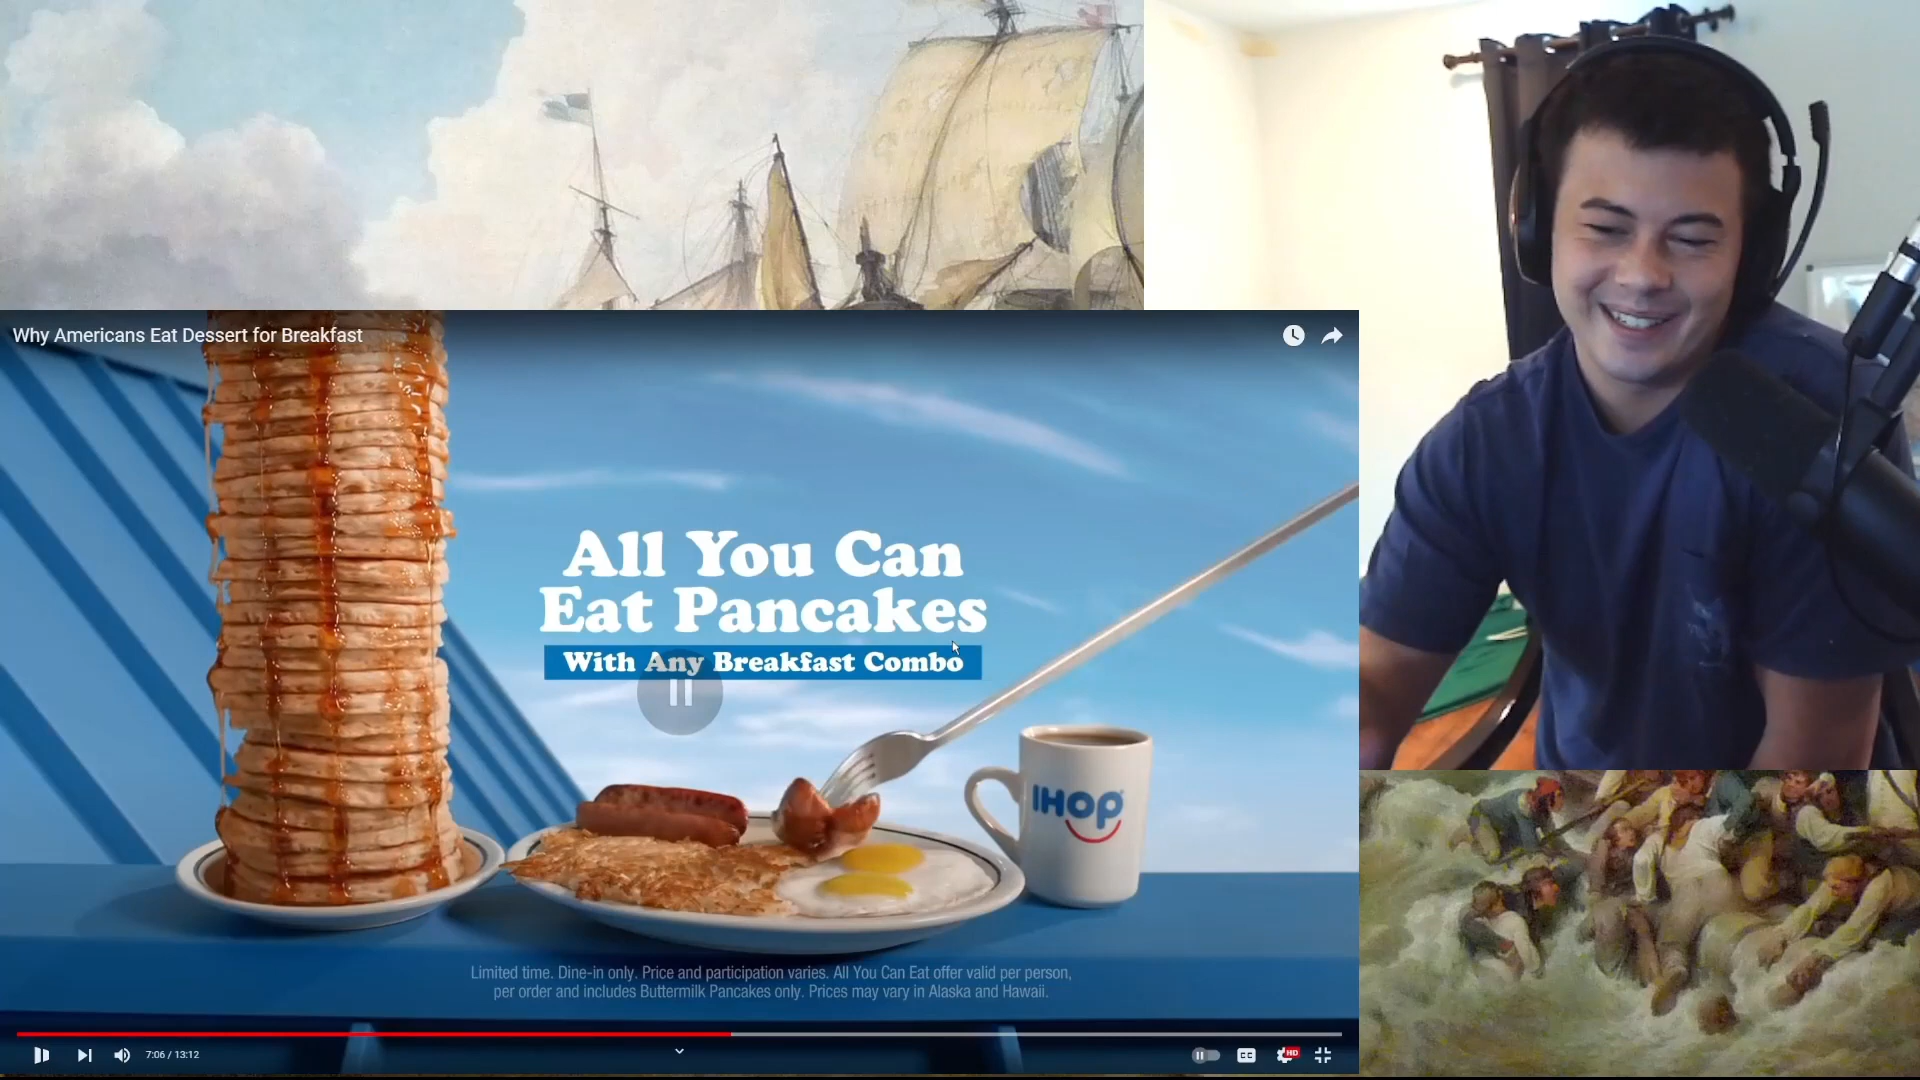 Why Americans Eat Dessert for Breakfast
All You Can
Eat Pancakes
With Any Breakfast Combo
IHOP
Limited time. Dine-in only. Price and participation varies. All You Can Eat offer valid per person,
per order and includes Buttermilk Pancakes only. Prices may vary in Alaska and Hawaii.
7:06 / 13:12
CC
HD